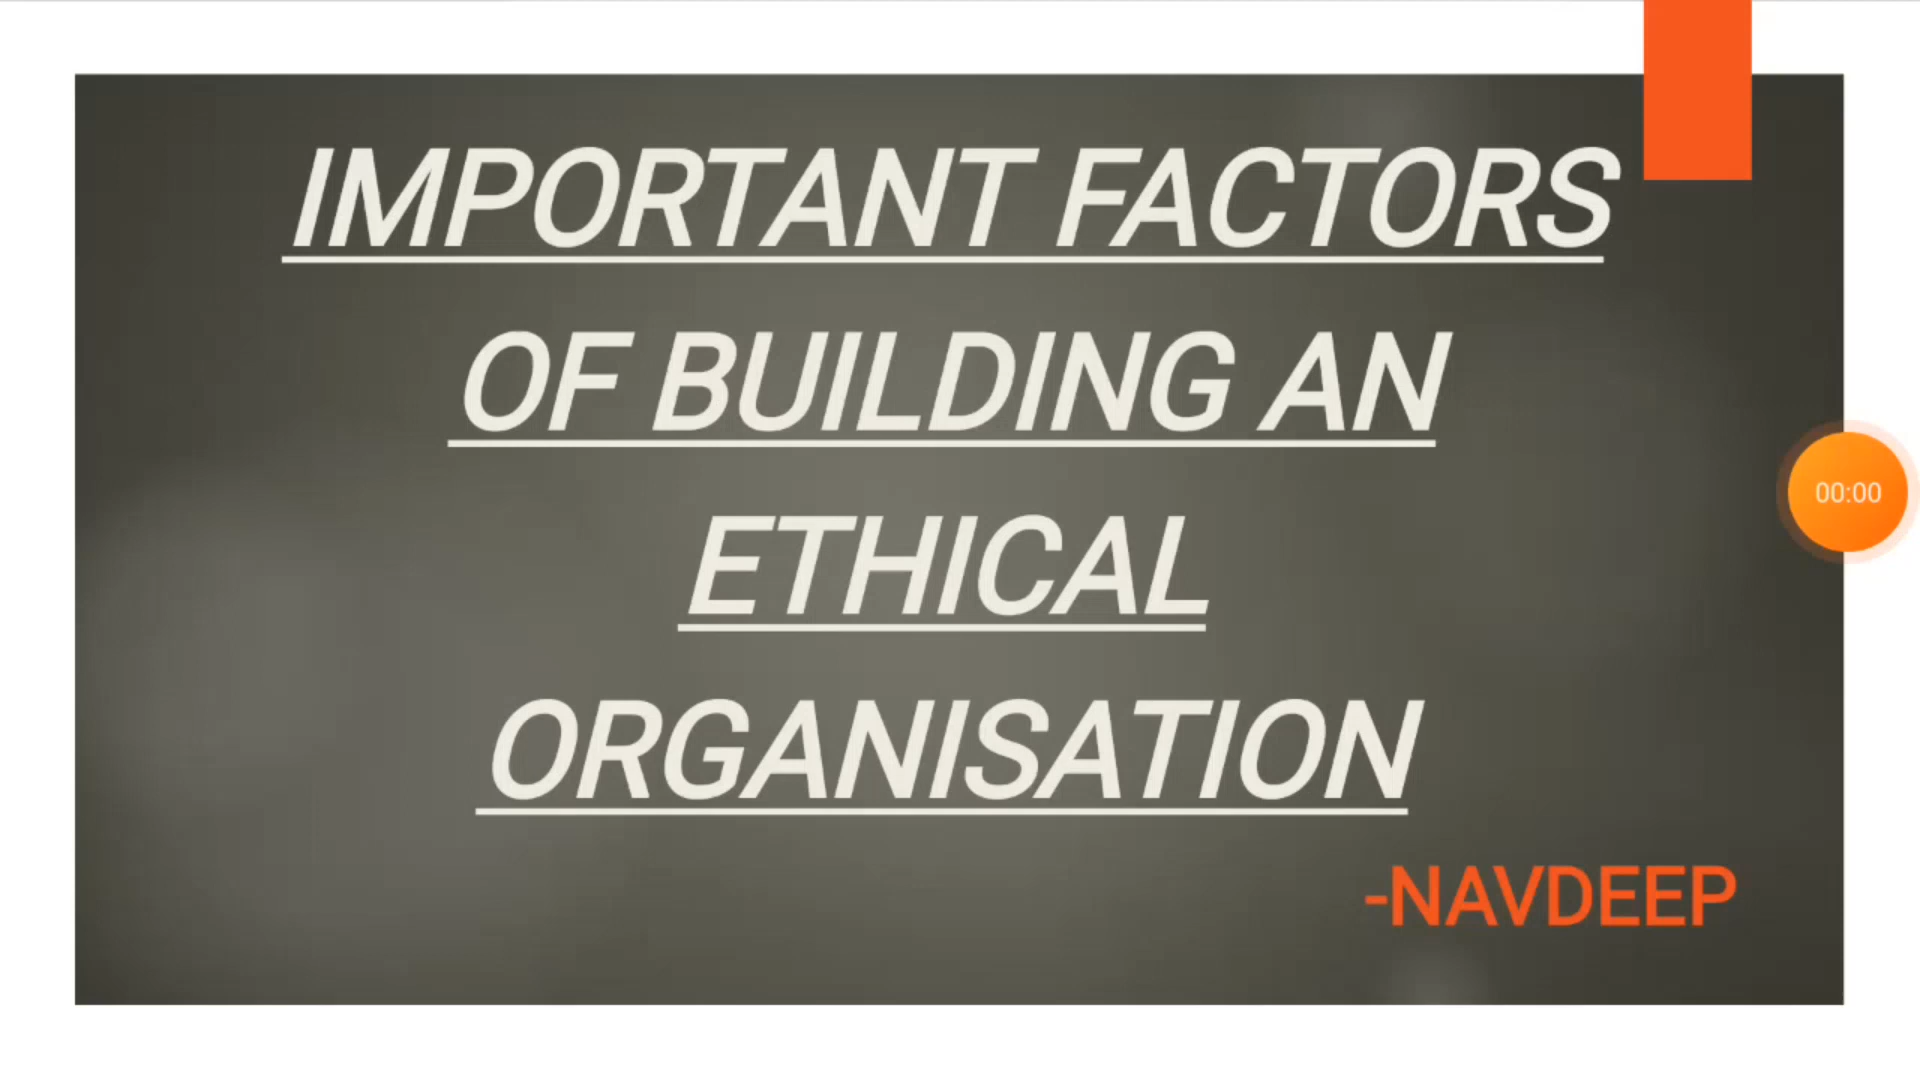 IMPORTANT FACTORS
OF BUILDING AN
ETHICAL
ORGANISATION
-NAVDEEP
00:00